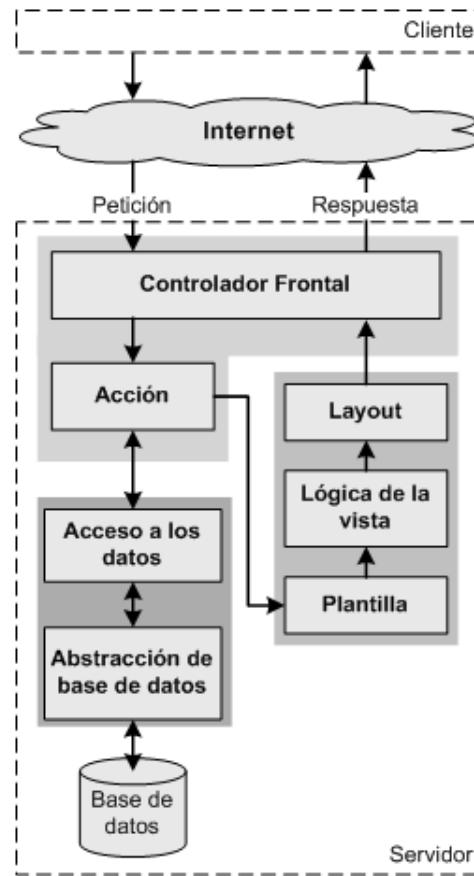 Cliente
Internet
Petición
Respuesta
Controlador Frontal
Acción
Layout
Lógica de la
vista
Acceso a los
datos
Plantilla
Abstracción de
base de datos
Base de
datos
Servidor